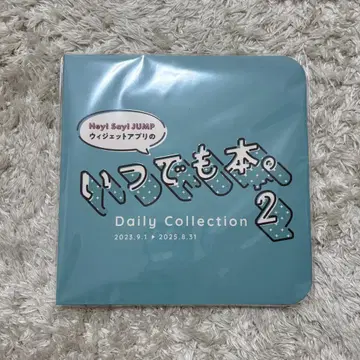 Hey! Say! JUMP
ウィジェットアプリの
いつでも本。2
Daily Collection
2023.9.1 ▶ 2025.8.31